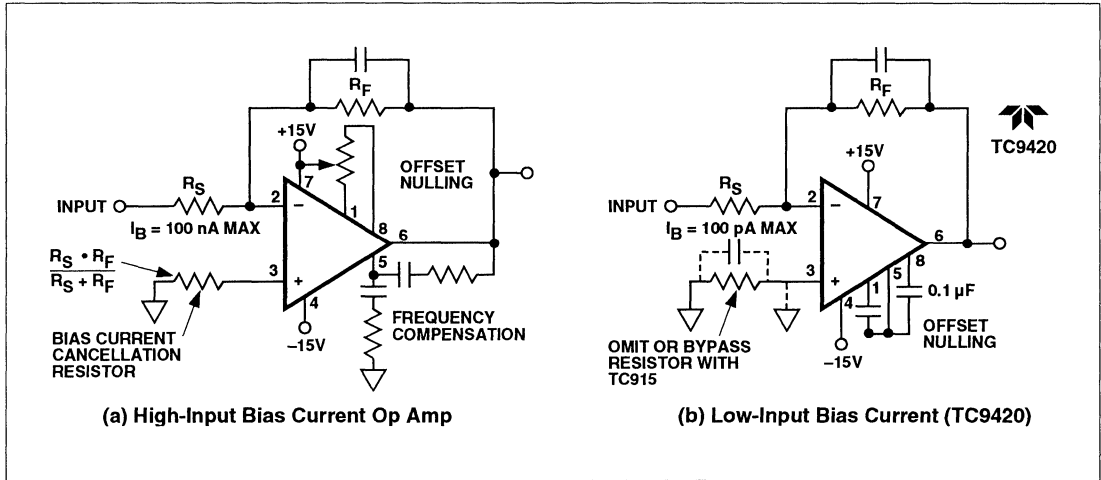 R_F
+15V
7
OFFSET
NULLING
R_S
INPUT
2
–
1
I_B = 100 nA MAX
8
6
R_S • R_F
R_S + R_F
3
+
5
4
–15V
FREQUENCY
COMPENSATION
BIAS CURRENT
CANCELLATION
RESISTOR
(a) High-Input Bias Current Op Amp
R_F
TC9420
+15V
7
R_S
INPUT
2
–
I_B = 100 pA MAX
6
8
5
3
+
1
4
0.1 µF
–15V
OFFSET
NULLING
OMIT OR BYPASS
RESISTOR WITH
TC915
(b) Low-Input Bias Current (TC9420)